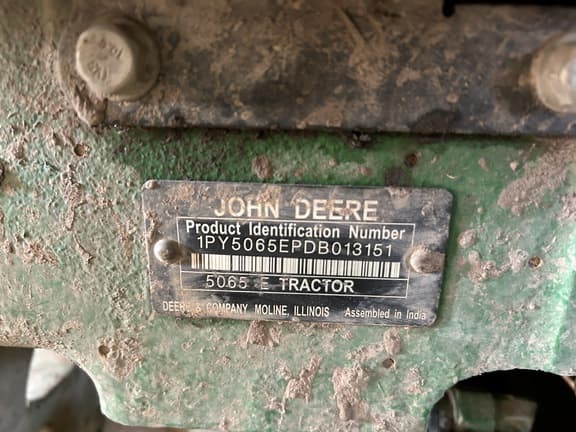 JOHN DEERE
Product Identification Number
1PY5065EPDB013151
5065 E TRACTOR
DEERE & COMPANY MOLINE, ILLINOIS Assembled in India